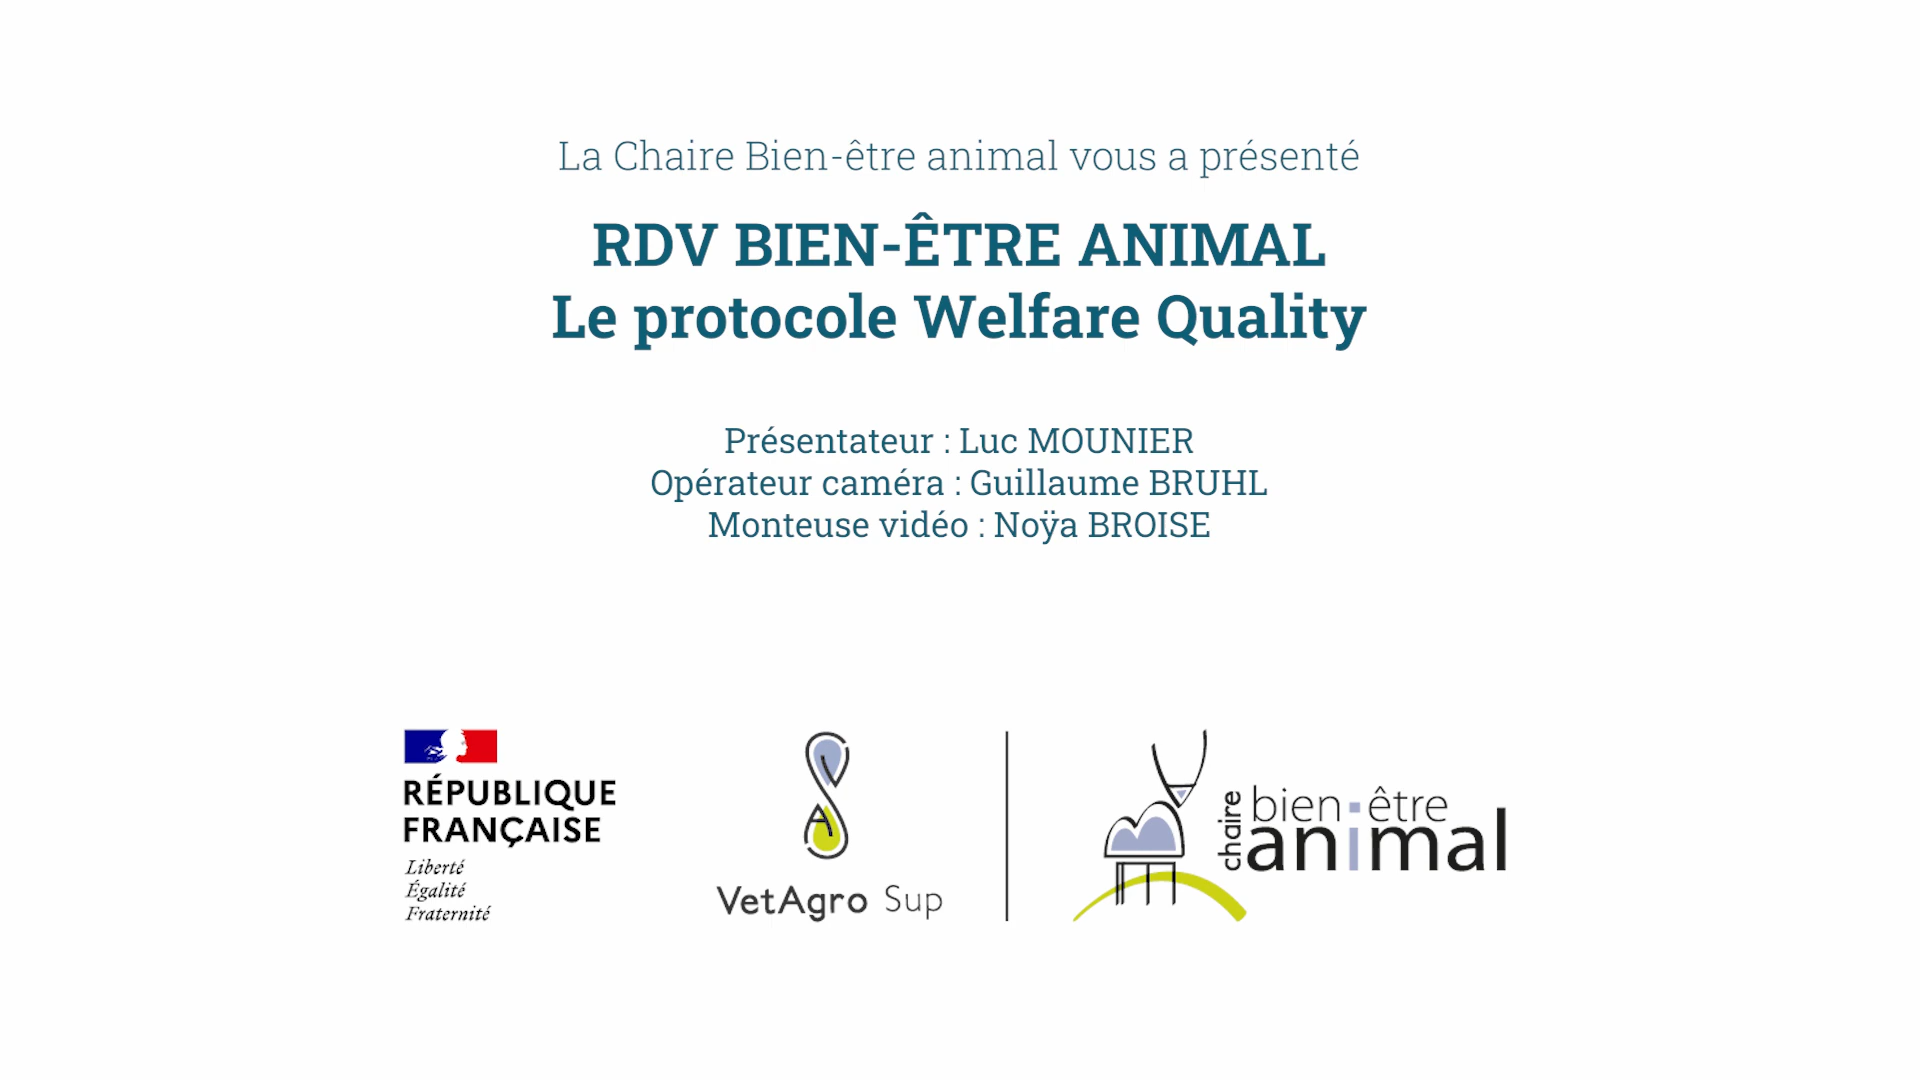 La Chaire Bien-être animal vous a présenté
RDV BIEN-ÊTRE ANIMAL
Le protocole Welfare Quality
Présentateur : Luc MOUNIER
Opérateur caméra : Guillaume BRUHL
Monteuse vidéo : Noÿa BROISE
RÉPUBLIQUE
FRANÇAISE
Liberté
Égalité
Fraternité
VetAgro Sup
chaire
bien-être
animal